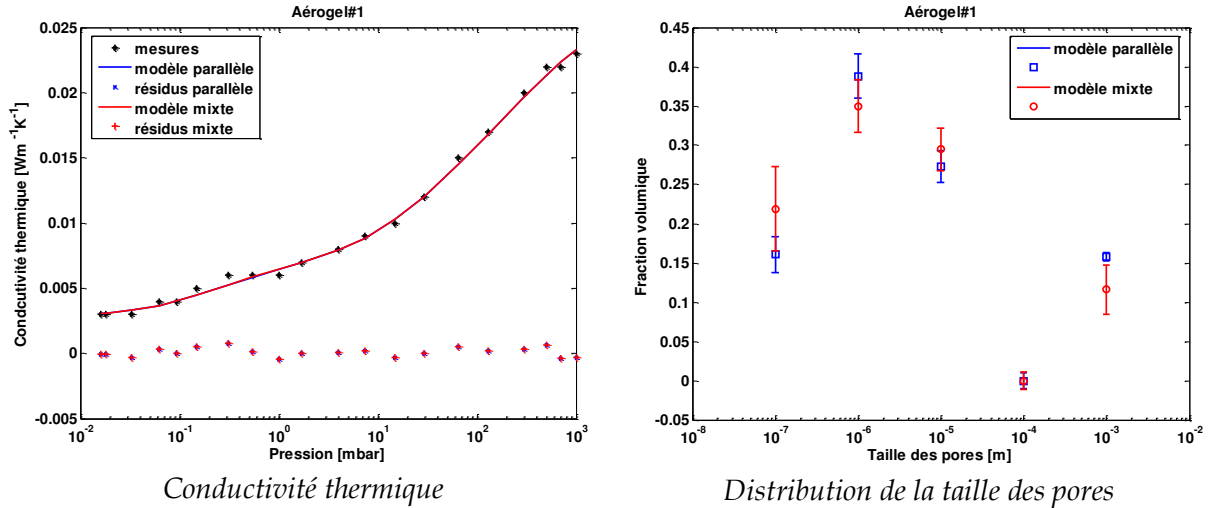 Aérogel#1
0.025
0.02
0.015
0.01
0.005
0
-0.005
Condcutivité thermique [Wm⁻¹K⁻¹]
mesures
modèle parallèle
résidus parallèle
modèle mixte
résidus mixte
10⁻² 10⁻¹ 10⁰ 10¹ 10² 10³
Pression [mbar]
Conductivité thermique
Aérogel#1
0.4
0.35
0.3
0.25
0.2
0.15
0.1
0.05
0
-0.05
Fraction volumique
modèle parallèle
modèle mixte
10⁻⁸ 10⁻⁷ 10⁻⁶ 10⁻⁵ 10⁻⁴ 10⁻³ 10⁻²
Taille des pores [m]
Distribution de la taille des pores